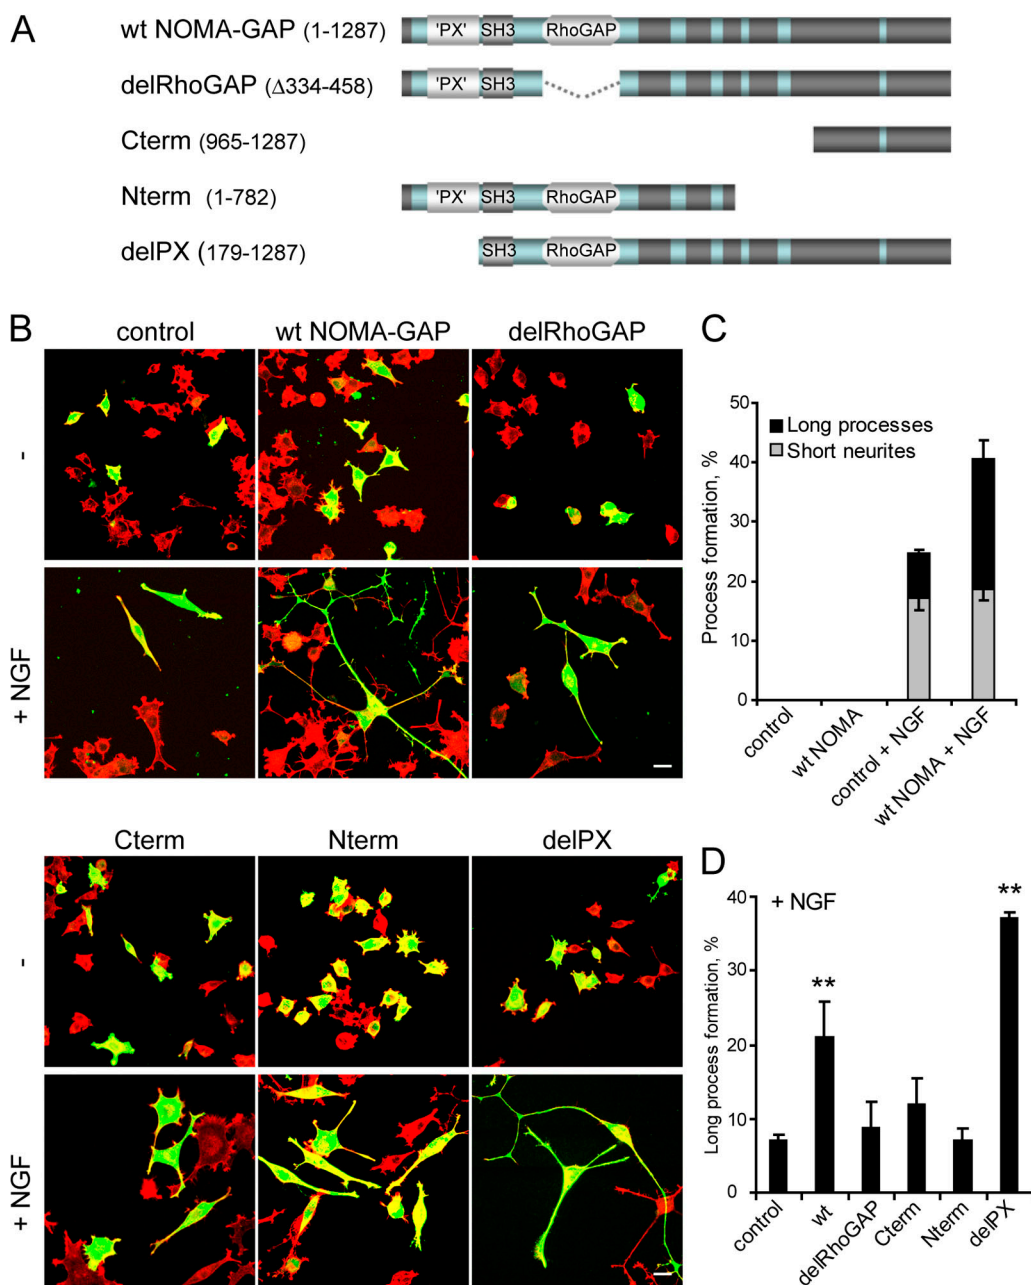 A
wt NOMA-GAP (1-1287)
'PX' SH3 RhoGAP
delRhoGAP (Δ334-458)
'PX' SH3
Cterm (965-1287)
Nterm (1-782)
'PX' SH3 RhoGAP
delPX (179-1287)
SH3 RhoGAP
B
control wt NOMA-GAP delRhoGAP
-
+ NGF
Cterm Nterm delPX
-
+ NGF
C
Process formation, %
50
40
30
20
10
0
Long processes
Short neurites
control
wt NOMA
control + NGF
wt NOMA + NGF
D
+ NGF
Long process formation, %
40
30
20
10
0
**
**
control
wt
delRhoGAP
Cterm
Nterm
delPX